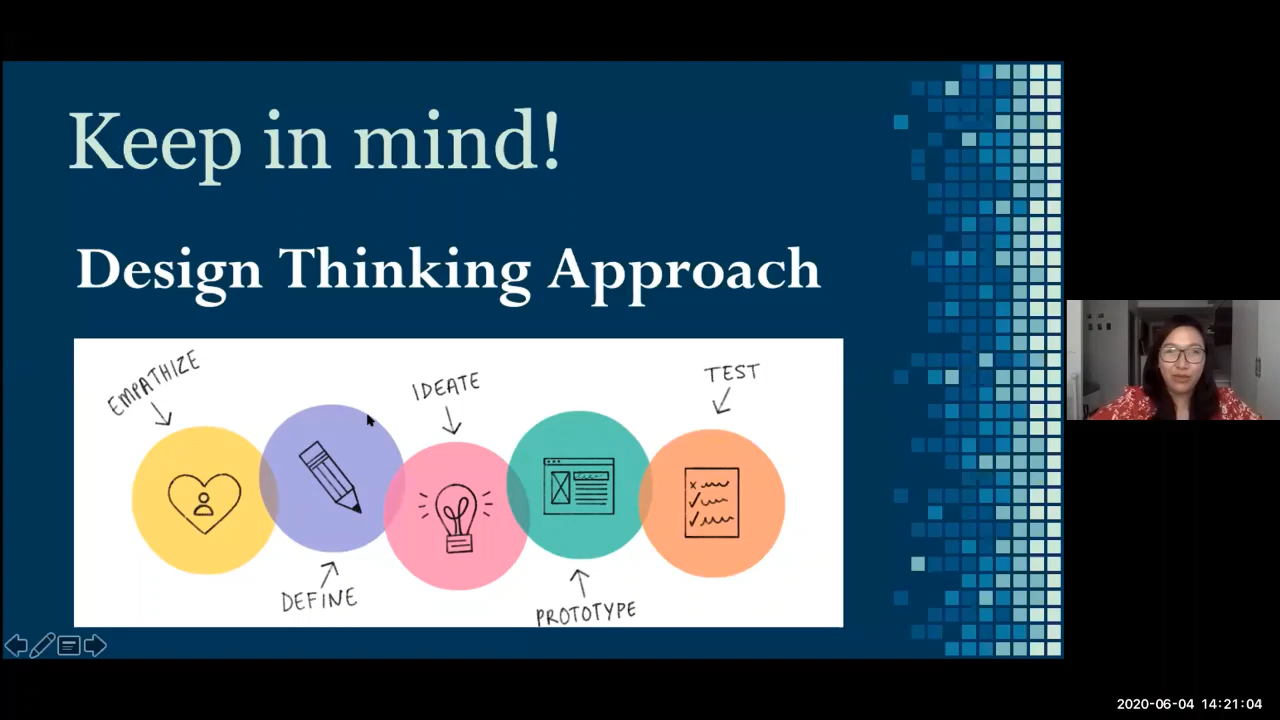 Keep in mind!
Design Thinking Approach
EMPATHIZE
IDEATE
TEST
DEFINE
PROTOTYPE
2020-06-04 14:21:04